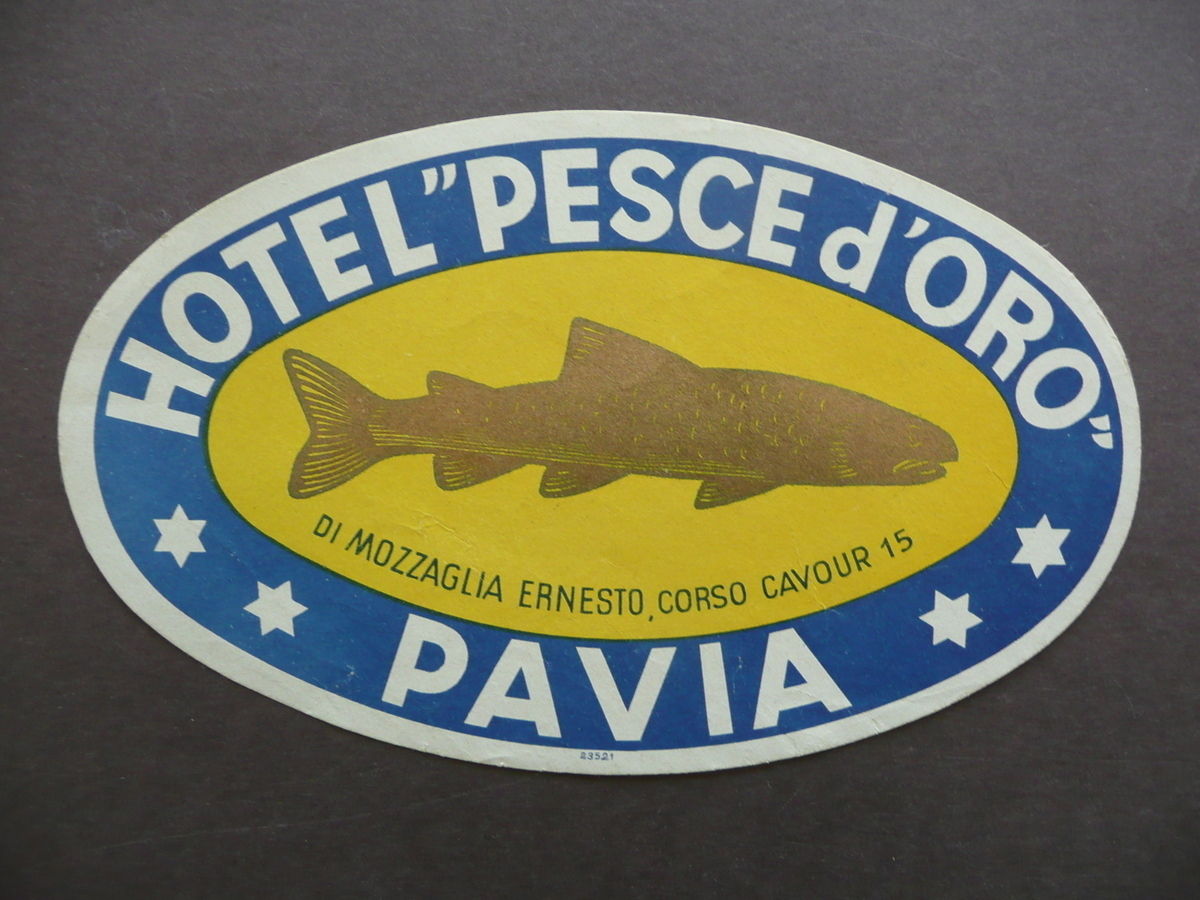 HOTEL "PESCE d'ORO"
DI MOZZAGLIA ERNESTO, CORSO CAVOUR 15
PAVIA
23521